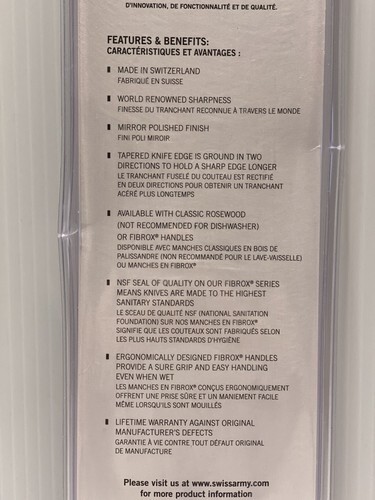 D'INNOVATION, DE FONCTIONNALITÉ ET DE QUALITÉ.
FEATURES & BENEFITS:
CARACTÉRISTIQUES ET AVANTAGES :
MADE IN SWITZERLAND
FABRIQUÉ EN SUISSE
WORLD RENOWNED SHARPNESS
FINESSE DU TRANCHANT RECONNUE À TRAVERS LE MONDE
MIRROR POLISHED FINISH
FINI POLI MIROIR
TAPERED KNIFE EDGE IS GROUND IN TWO
DIRECTIONS TO HOLD A SHARP EDGE LONGER
LE TRANCHANT FUSELÉ DU COUTEAU EST RECTIFIÉ
EN DEUX DIRECTIONS POUR OBTENIR UN TRANCHANT
ACÉRÉ PLUS LONGTEMPS
AVAILABLE WITH CLASSIC ROSEWOOD
(NOT RECOMMENDED FOR DISHWASHER)
OR FIBROX® HANDLES
DISPONIBLE AVEC MANCHES CLASSIQUES EN BOIS DE
PALISSANDRE (NON RECOMMANDÉ POUR LE LAVE-VAISSELLE)
OU MANCHES EN FIBROX®
NSF SEAL OF QUALITY ON OUR FIBROX® SERIES
MEANS KNIVES ARE MADE TO THE HIGHEST
SANITARY STANDARDS
LE SCEAU DE QUALITÉ NSF (NATIONAL SANITATION
FOUNDATION) SUR NOS MANCHES EN FIBROX®
SIGNIFIE QUE LES COUTEAUX SONT FABRIQUÉS SELON
LES PLUS HAUTS STANDARDS D'HYGIÈNE
ERGONOMICALLY DESIGNED FIBROX® HANDLES
PROVIDE A SURE GRIP AND EASY HANDLING
EVEN WHEN WET
LES MANCHES EN FIBROX® CONÇUS ERGONOMIQUEMENT
OFFRENT UNE PRISE SÛRE ET UN MANIEMENT FACILE
MÊME LORSQU'ILS SONT MOUILLÉS
LIFETIME WARRANTY AGAINST ORIGINAL
MANUFACTURER'S DEFECTS
GARANTIE À VIE CONTRE TOUT DÉFAUT ORIGINAL
DE MANUFACTURE
Please visit us at www.swissarmy.com
for more product information